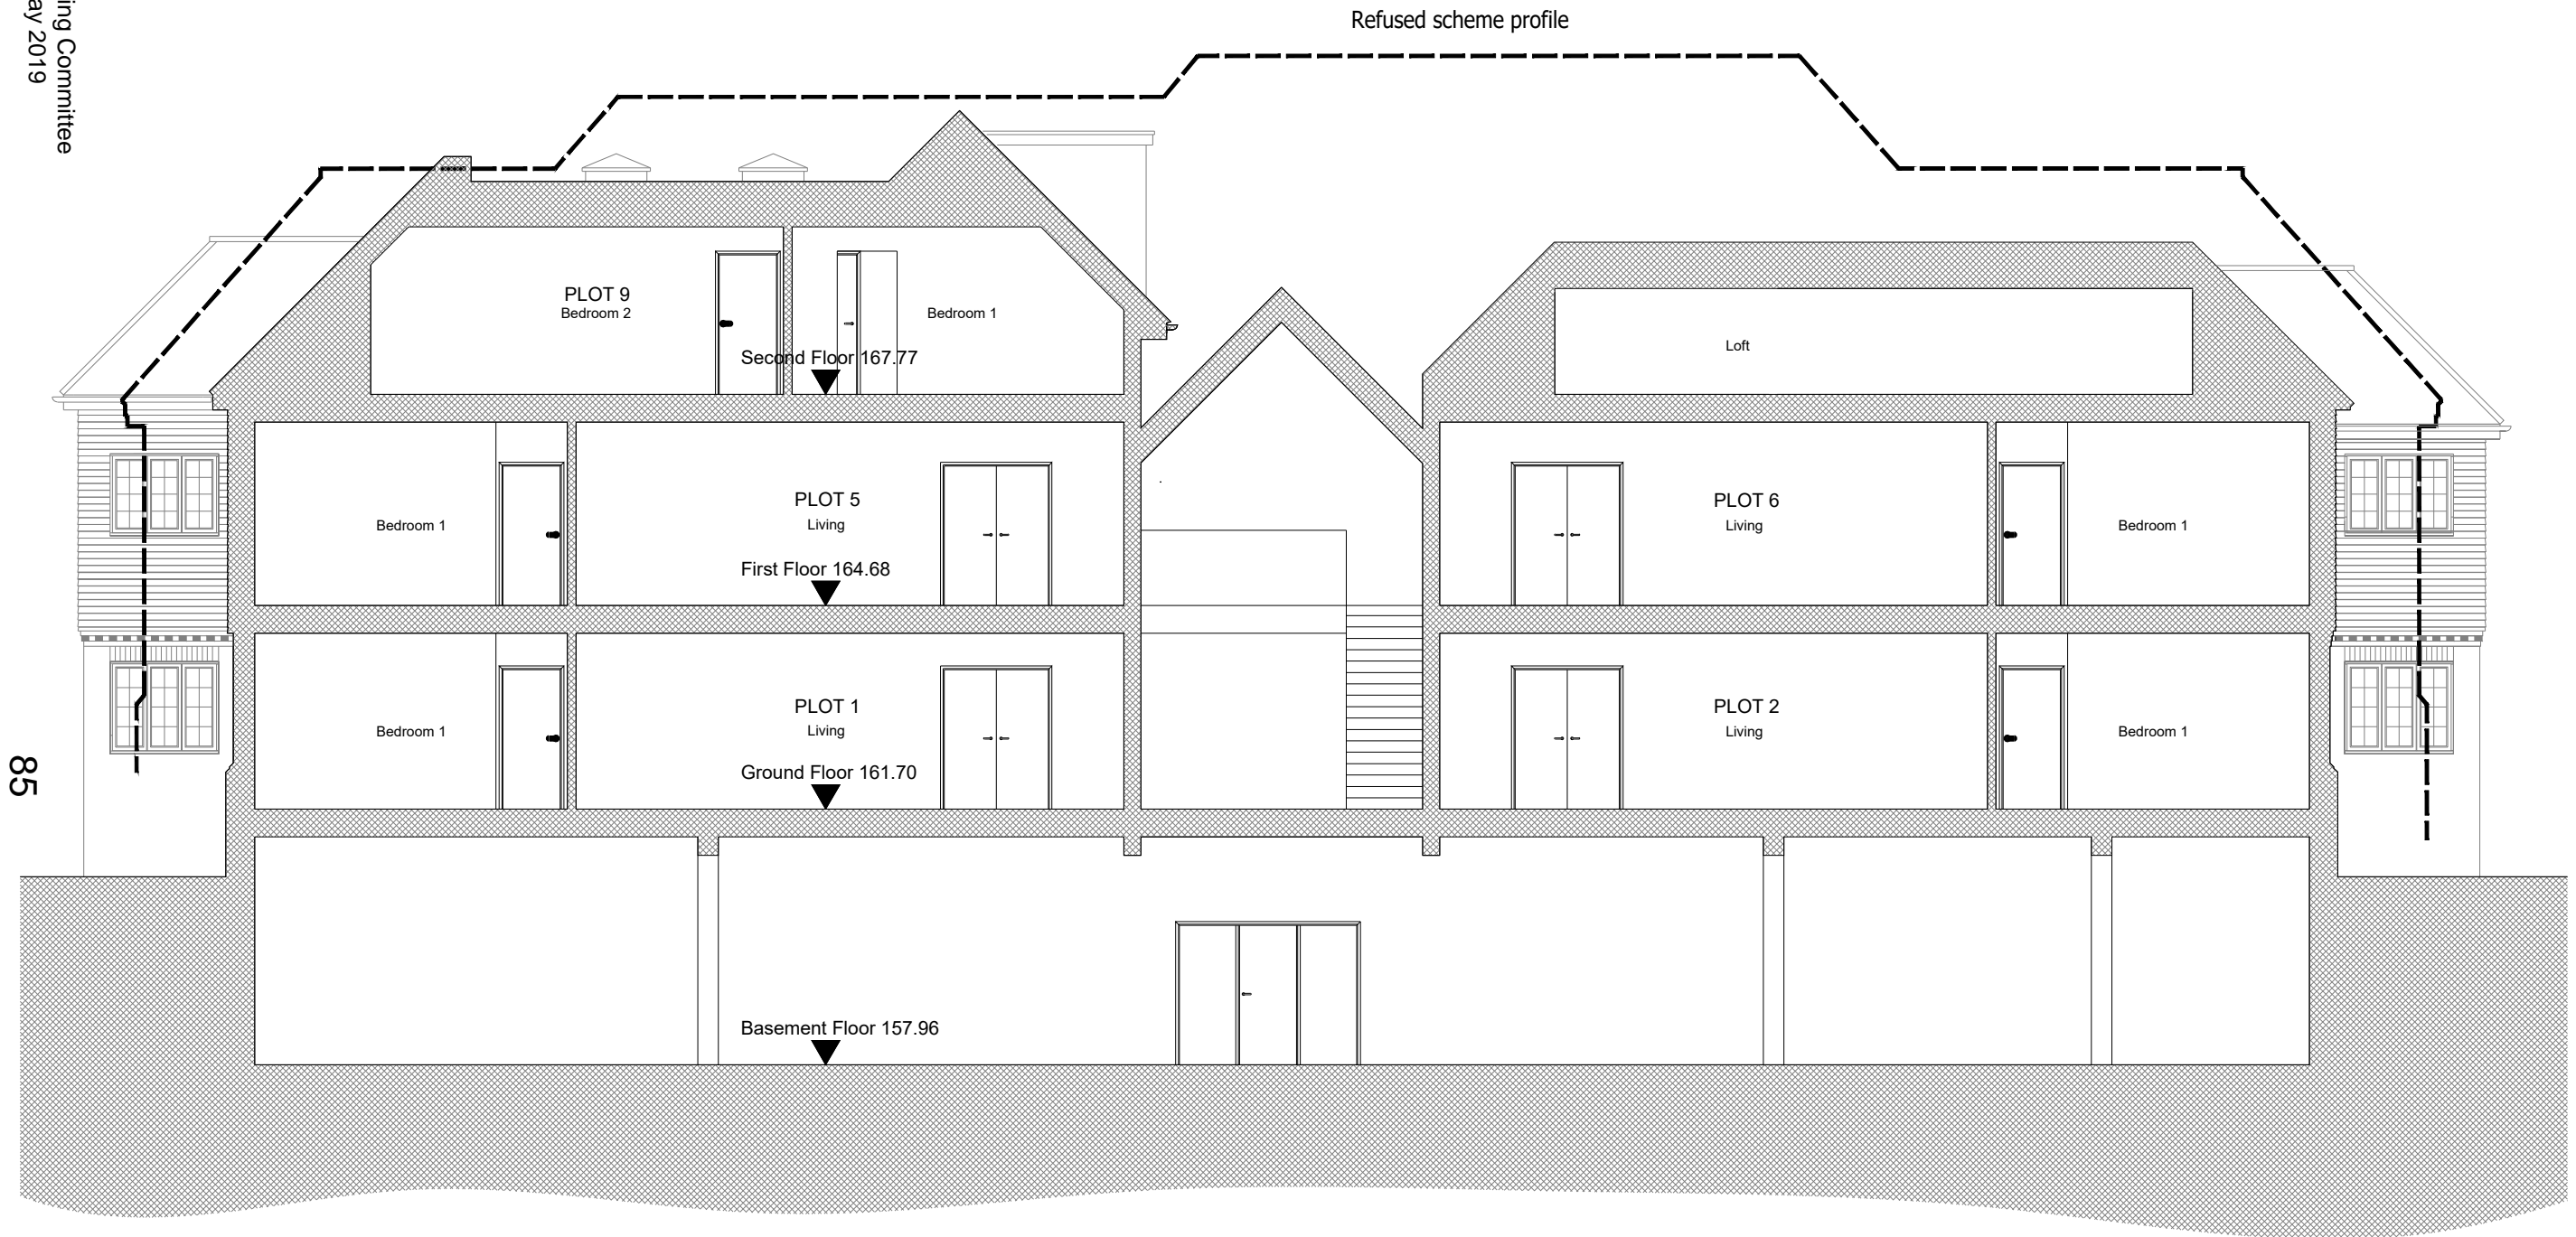 Refused scheme profile
ing Committee
ay 2019
PLOT 9
Bedroom 2
Bedroom 1
Second Floor 167.77
Loft
PLOT 5
Living
Bedroom 1
First Floor 164.68
PLOT 6
Living
Bedroom 1
PLOT 1
Living
Bedroom 1
Ground Floor 161.70
PLOT 2
Living
Bedroom 1
Basement Floor 157.96
85